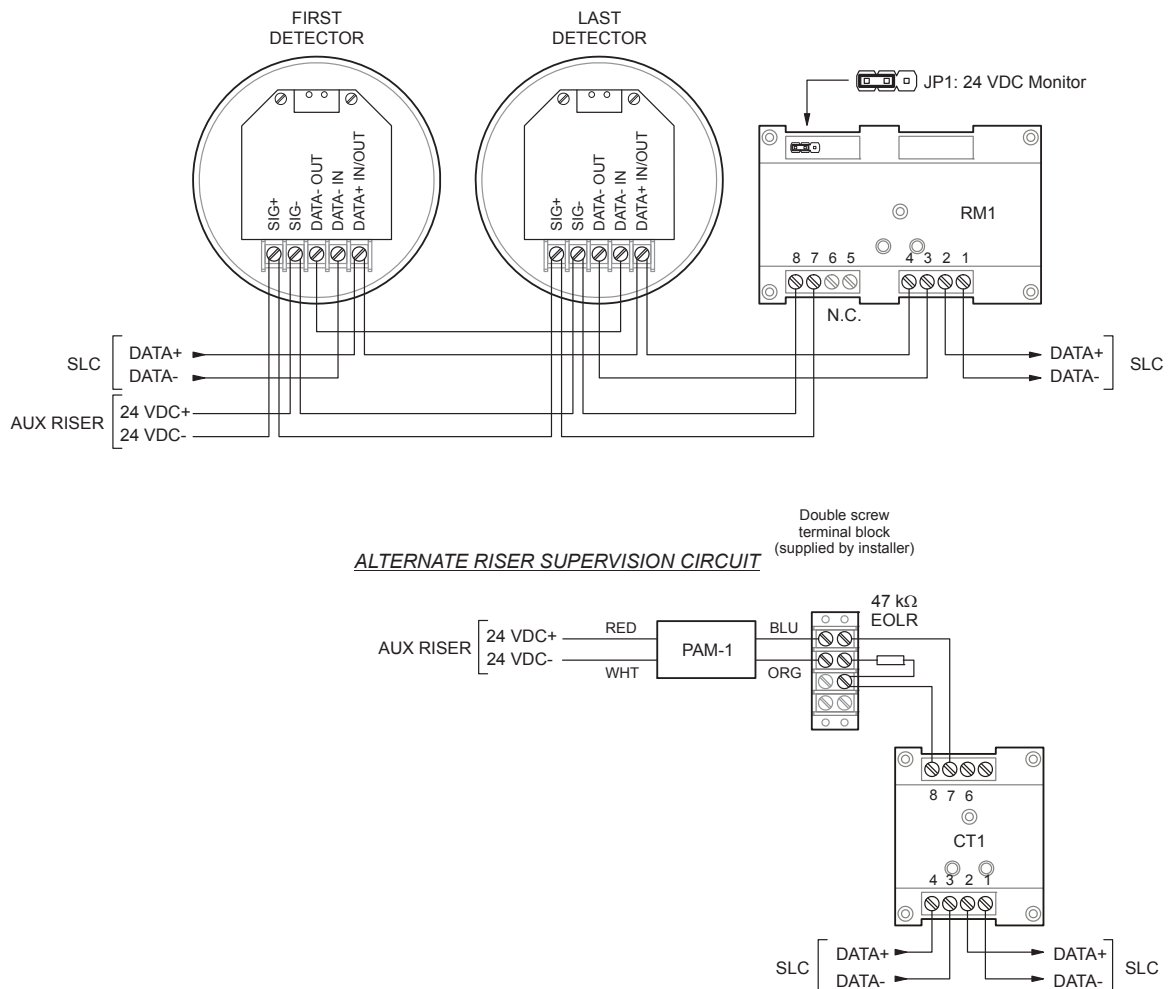 FIRST
DETECTOR
LAST
DETECTOR
JP1: 24 VDC Monitor
SIG+
SIG-
DATA- OUT
DATA- IN
DATA+ IN/OUT
SIG+
SIG-
DATA- OUT
DATA- IN
DATA+ IN/OUT
RM1
8 7 6 5
4 3 2 1
N.C.
SLC
DATA+
DATA-
AUX RISER
24 VDC+
24 VDC-
DATA+
DATA-
SLC
Double screw
terminal block
(supplied by installer)
ALTERNATE RISER SUPERVISION CIRCUIT
47 kΩ
EOLR
AUX RISER
24 VDC+
24 VDC-
RED
WHT
PAM-1
BLU
ORG
8 7 6
CT1
4 3 2 1
SLC
DATA+
DATA-
DATA+
DATA-
SLC